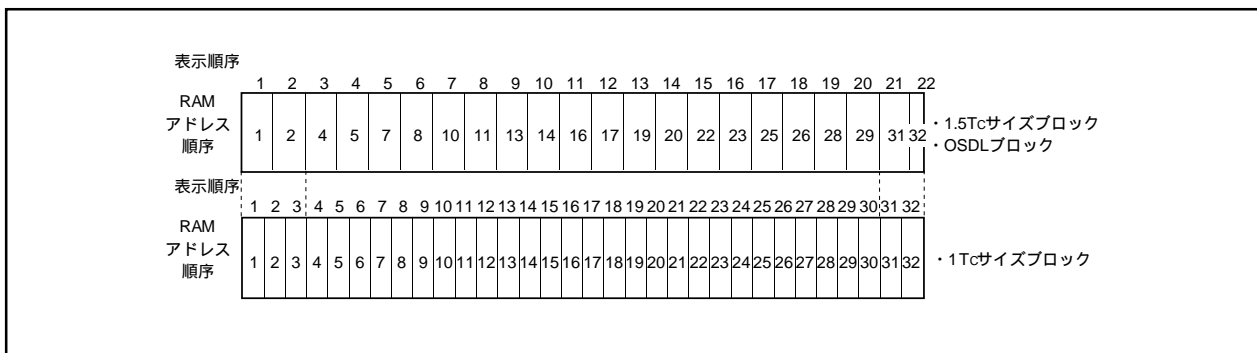 表示順序
1 2 3 4 5 6 7 8 9 10 11 12 13 14 15 16 17 18 19 20 21 22
RAM
アドレス
順序
1 2 4 5 7 8 10 11 13 14 16 17 19 20 22 23 25 26 28 29 31 32
・1.5Tcサイズブロック
・OSDLブロック
表示順序
1 2 3 4 5 6 7 8 9 10 11 12 13 14 15 16 17 18 19 20 21 22 23 24 25 26 27 28 29 30 31 32
RAM
アドレス
順序
1 2 3 4 5 6 7 8 9 10 11 12 13 14 15 16 17 18 19 20 21 22 23 24 25 26 27 28 29 30 31 32
・1Tcサイズブロック